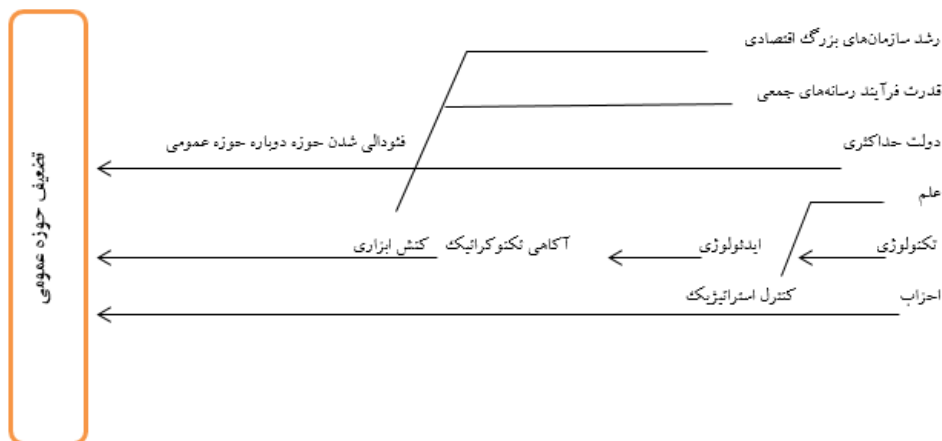 رشد سازمان‌های بزرگ اقتصادی
قدرت فرآیند رسانه‌های جمعی
دولت حداکثری
فئودالی شدن حوزه دوباره حوزه عمومی
علم
تکنولوژی
ایدئولوژی
آگاهی تکنوکراتیک
کنش ابزاری
احزاب
کنترل استراتیژیک
تضعیف حوزه عمومی